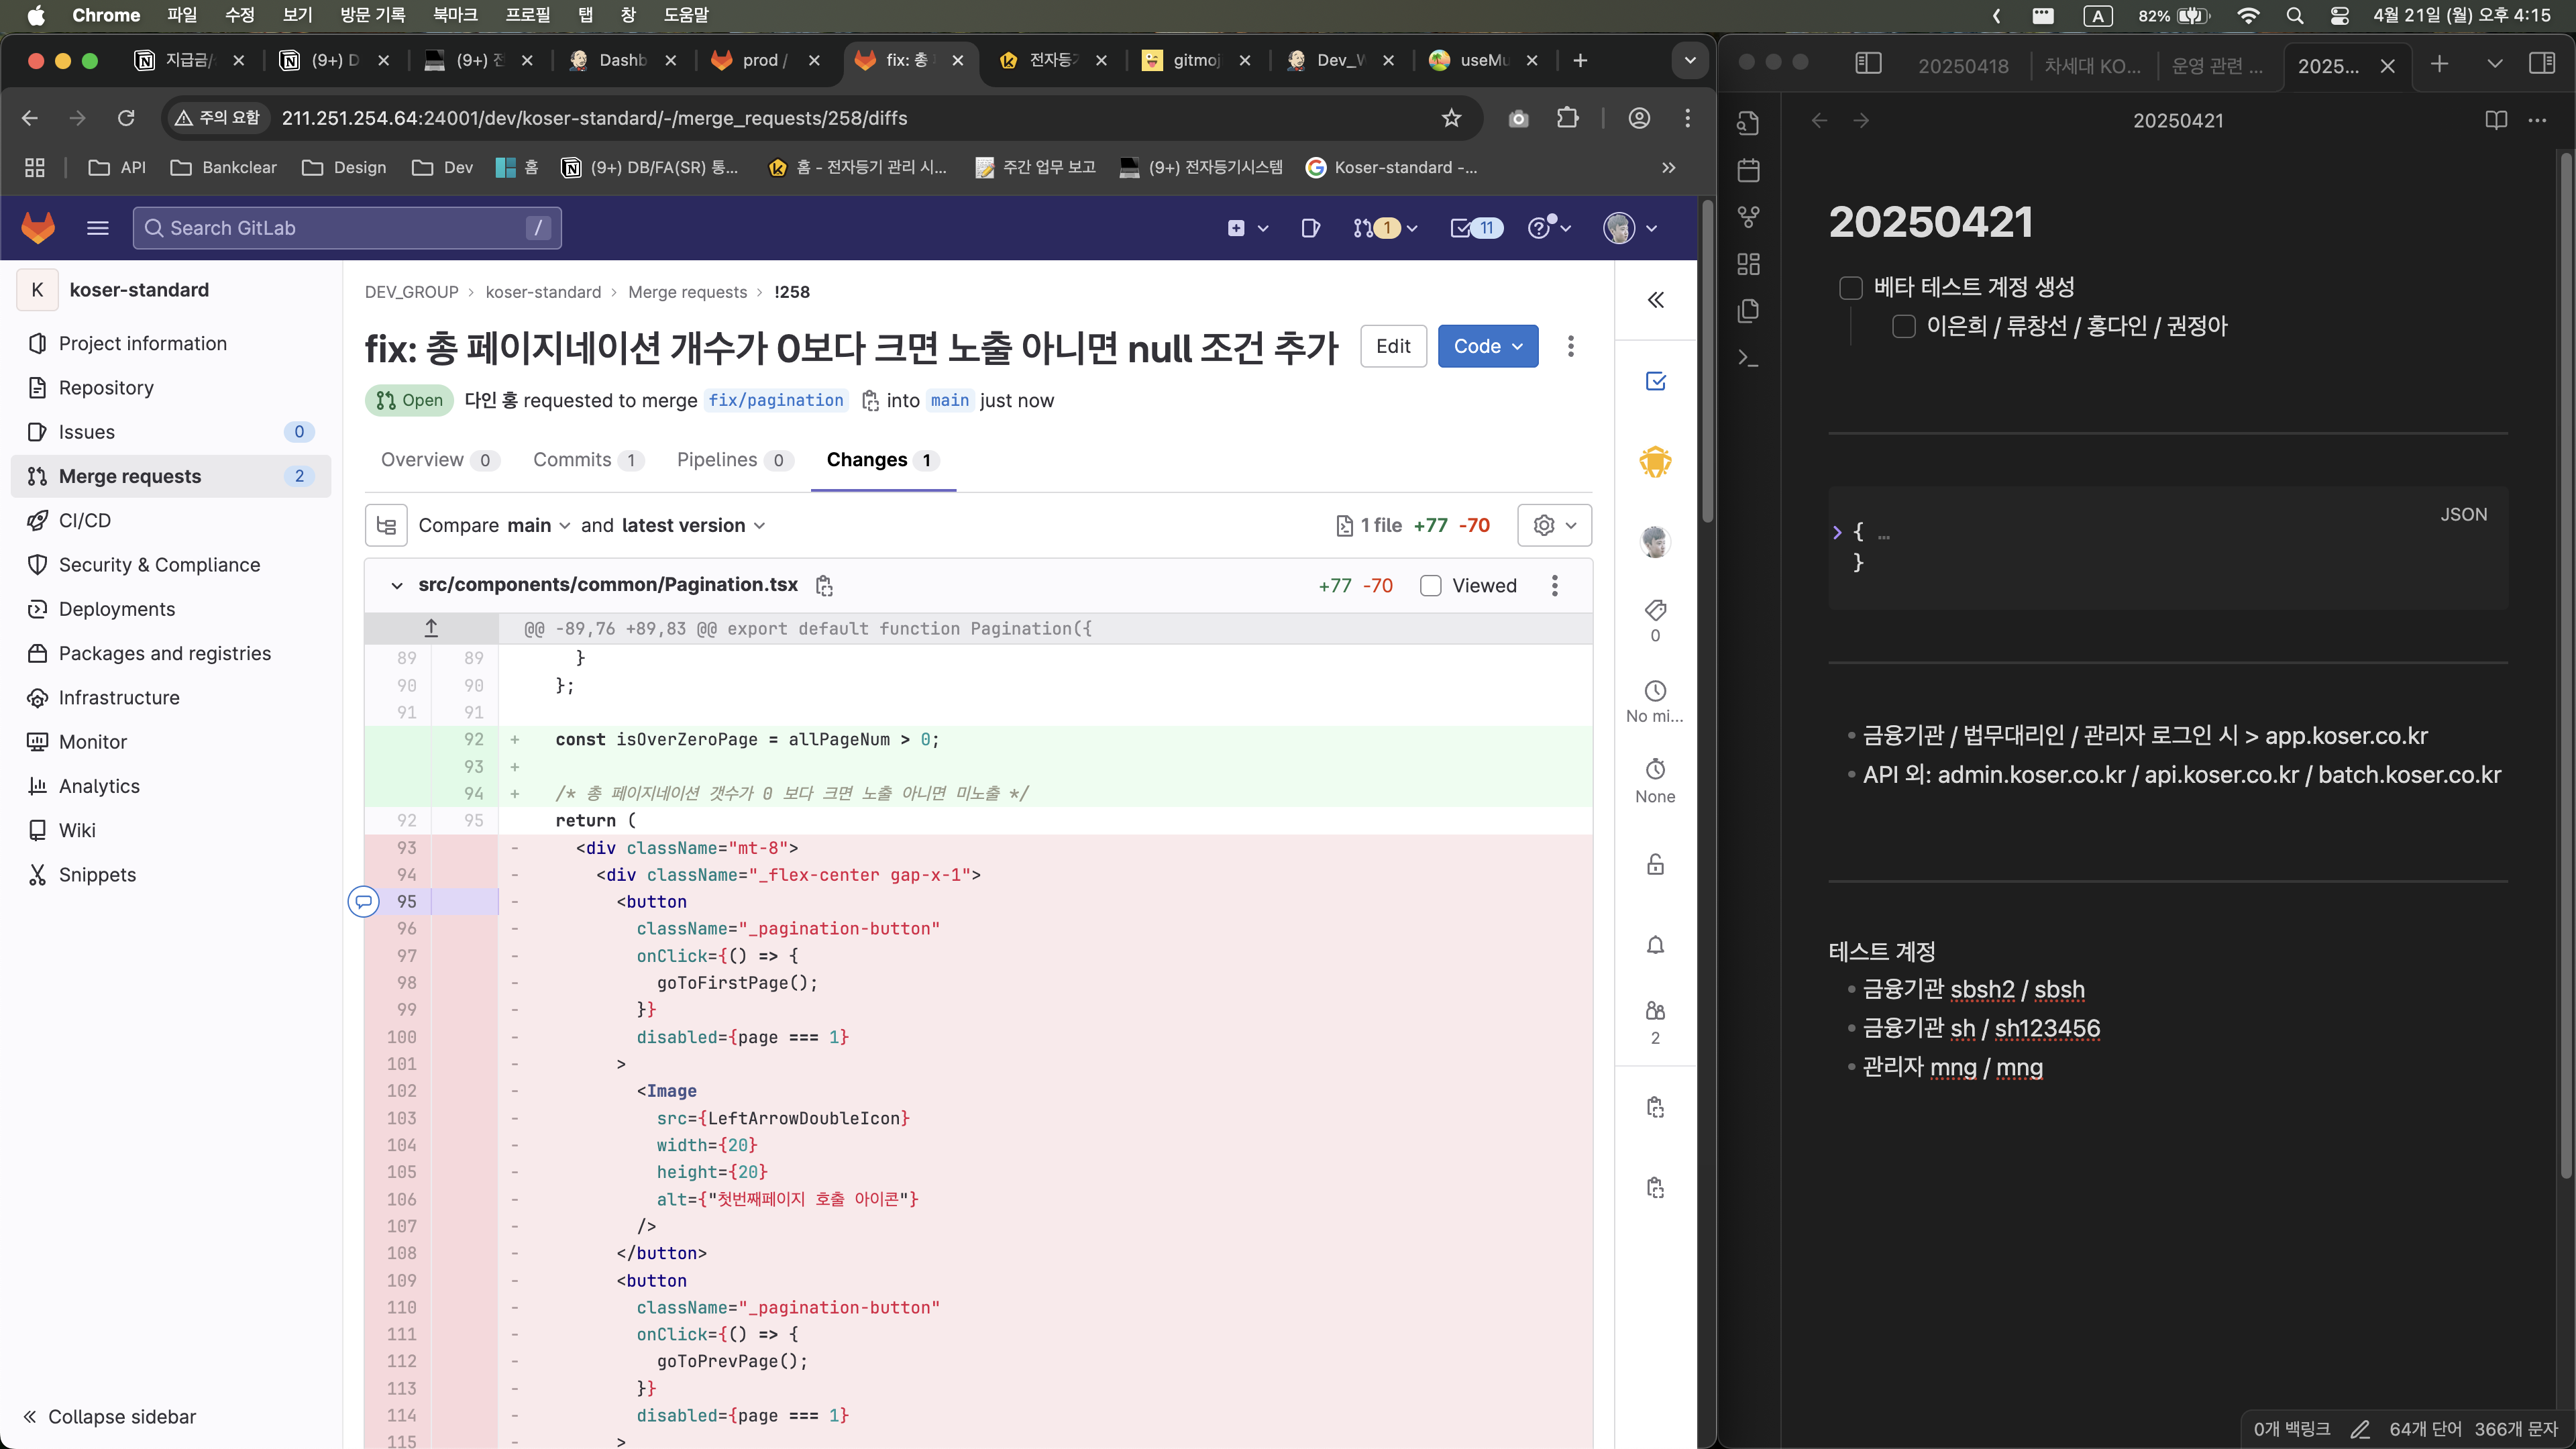 Chrome 파일 수정 보기 방문 기록 북마크 프로필 탭 창 도움말
A 82% 4월 21일 (월) 오후 4:15
지급금/ (9+) D (9+) 전 Dashb prod / fix: 총 전자등기 gitmoj Dev_W useMu
주의 요함 211.251.254.64:24001/dev/koser-standard/-/merge_requests/258/diffs
API Bankclear Design Dev 홈 (9+) DB/FA(SR) 통... 홈 - 전자등기 관리 시... 주간 업무 보고 (9+) 전자등기시스템 Koser-standard -...
Search GitLab / 1 11
K koser-standard
Project information
Repository
Issues 0
Merge requests 2
CI/CD
Security & Compliance
Deployments
Packages and registries
Infrastructure
Monitor
Analytics
Wiki
Snippets
Collapse sidebar
DEV_GROUP > koser-standard > Merge requests > !258
fix: 총 페이지네이션 개수가 0보다 크면 노출 아니면 null 조건 추가 Edit Code
Open 다인 홍 requested to merge fix/pagination into main just now
Overview 0 Commits 1 Pipelines 0 Changes 1
Compare main and latest version 1 file +77 -70
src/components/common/Pagination.tsx +77 -70 Viewed
@@ -89,76 +89,83 @@ export default function Pagination({
89 89 }
90 90 };
91 91
92 + const isOverZeroPage = allPageNum > 0;
93 +
94 + /* 총 페이지네이션 갯수가 0 보다 크면 노출 아니면 미노출 */
92 95 return (
93 - <div className="mt-8">
94 - <div className="_flex-center gap-x-1">
95 - <button
96 - className="_pagination-button"
97 - onClick={() => {
98 - goToFirstPage();
99 - }}
100 - disabled={page === 1}
101 - >
102 - <Image
103 - src={LeftArrowDoubleIcon}
104 - width={20}
105 - height={20}
106 - alt={"첫번째페이지 호출 아이콘"}
107 - />
108 - </button>
109 - <button
110 - className="_pagination-button"
111 - onClick={() => {
112 - goToPrevPage();
113 - }}
114 - disabled={page === 1}
115 - >
0
No mi...
None
2
20250418 차세대 KO... 운영 관련 ... 2025...
20250421
20250421
베타 테스트 계정 생성
이은희 / 류창선 / 홍다인 / 권정아
JSON
{ ...
}
• 금융기관 / 법무대리인 / 관리자 로그인 시 > app.koser.co.kr
• API 외: admin.koser.co.kr / api.koser.co.kr / batch.koser.co.kr
테스트 계정
• 금융기관 sbsh2 / sbsh
• 금융기관 sh / sh123456
• 관리자 mng / mng
0개 백링크 64개 단어 366개 문자